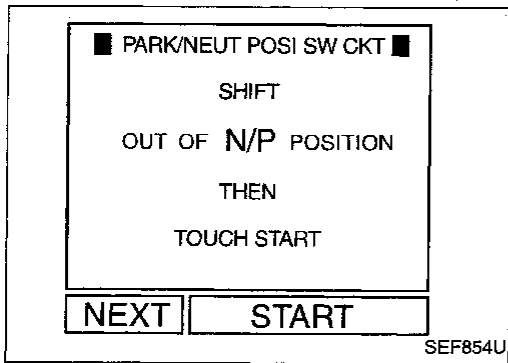 PARK/NEUT POSI SW CKT
SHIFT
OUT OF N/P POSITION
THEN
TOUCH START
NEXT START
SEF854U